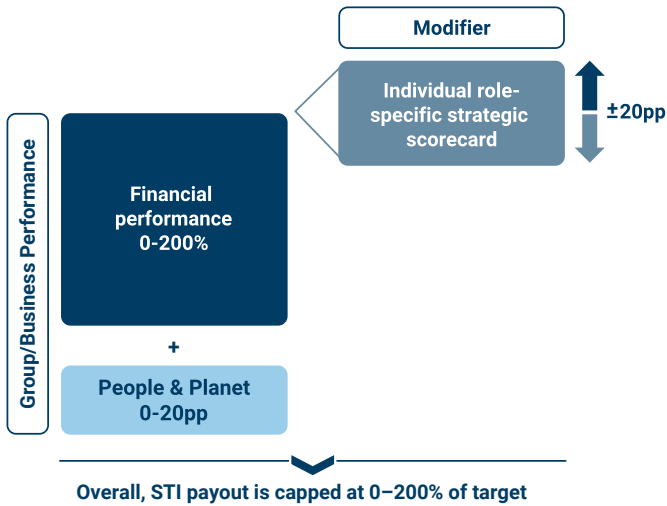 Modifier
Individual role-
specific strategic
scorecard
±20pp
Group/Business Performance
Financial
performance
0-200%
+
People & Planet
0-20pp
Overall, STI payout is capped at 0–200% of target